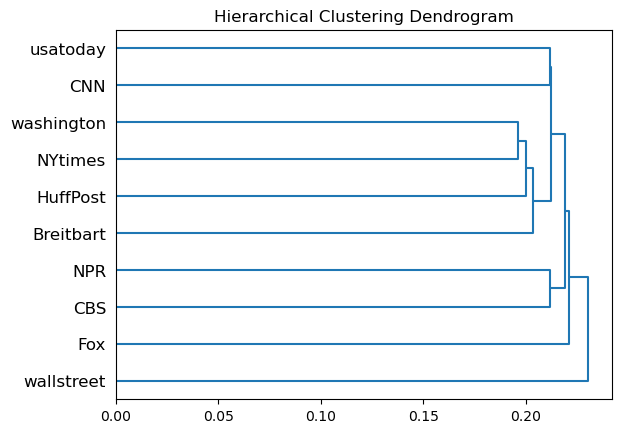 Hierarchical Clustering Dendrogram
usatoday
CNN
washington
NYtimes
HuffPost
Breitbart
NPR
CBS
Fox
wallstreet
0.00 0.05 0.10 0.15 0.20